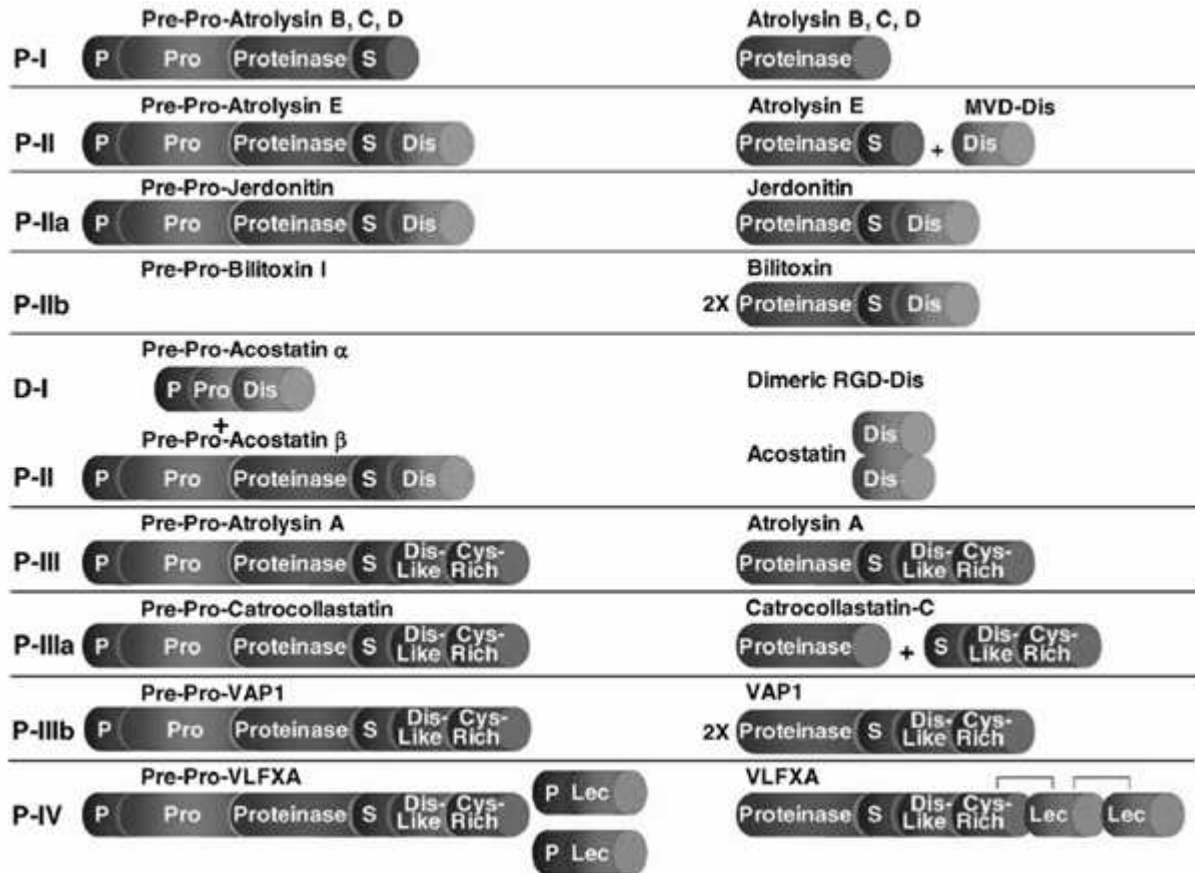 Pre-Pro-Atrolysin B, C, D Atrolysin B, C, D
P-I P Pro Proteinase S Proteinase
Pre-Pro-Atrolysin E Atrolysin E MVD-Dis
P-II P Pro Proteinase S Dis Proteinase S + Dis
Pre-Pro-Jerdonitin Jerdonitin
P-IIa P Pro Proteinase S Dis Proteinase S Dis
Pre-Pro-Bilitoxin I Bilitoxin
P-IIb 2X Proteinase S Dis
Pre-Pro-Acostatin α
D-I P Pro Dis Dimeric RGD-Dis
+ Dis
Pre-Pro-Acostatin β Acostatin
P-II P Pro Proteinase S Dis Dis
Pre-Pro-Atrolysin A Atrolysin A
P-III P Pro Proteinase S Dis-Like Cys-Rich Proteinase S Dis-Like Cys-Rich
Pre-Pro-Catrocollastatin Catrocollastatin-C
P-IIIa P Pro Proteinase S Dis-Like Cys-Rich Proteinase + S Dis-Like Cys-Rich
Pre-Pro-VAP1 VAP1
P-IIIb P Pro Proteinase S Dis-Like Cys-Rich 2X Proteinase S Dis-Like Cys-Rich
Pre-Pro-VLFXA VLFXA
P Lec
P-IV P Pro Proteinase S Dis-Like Cys-Rich Proteinase S Dis-Like Cys-Rich Lec Lec
P Lec